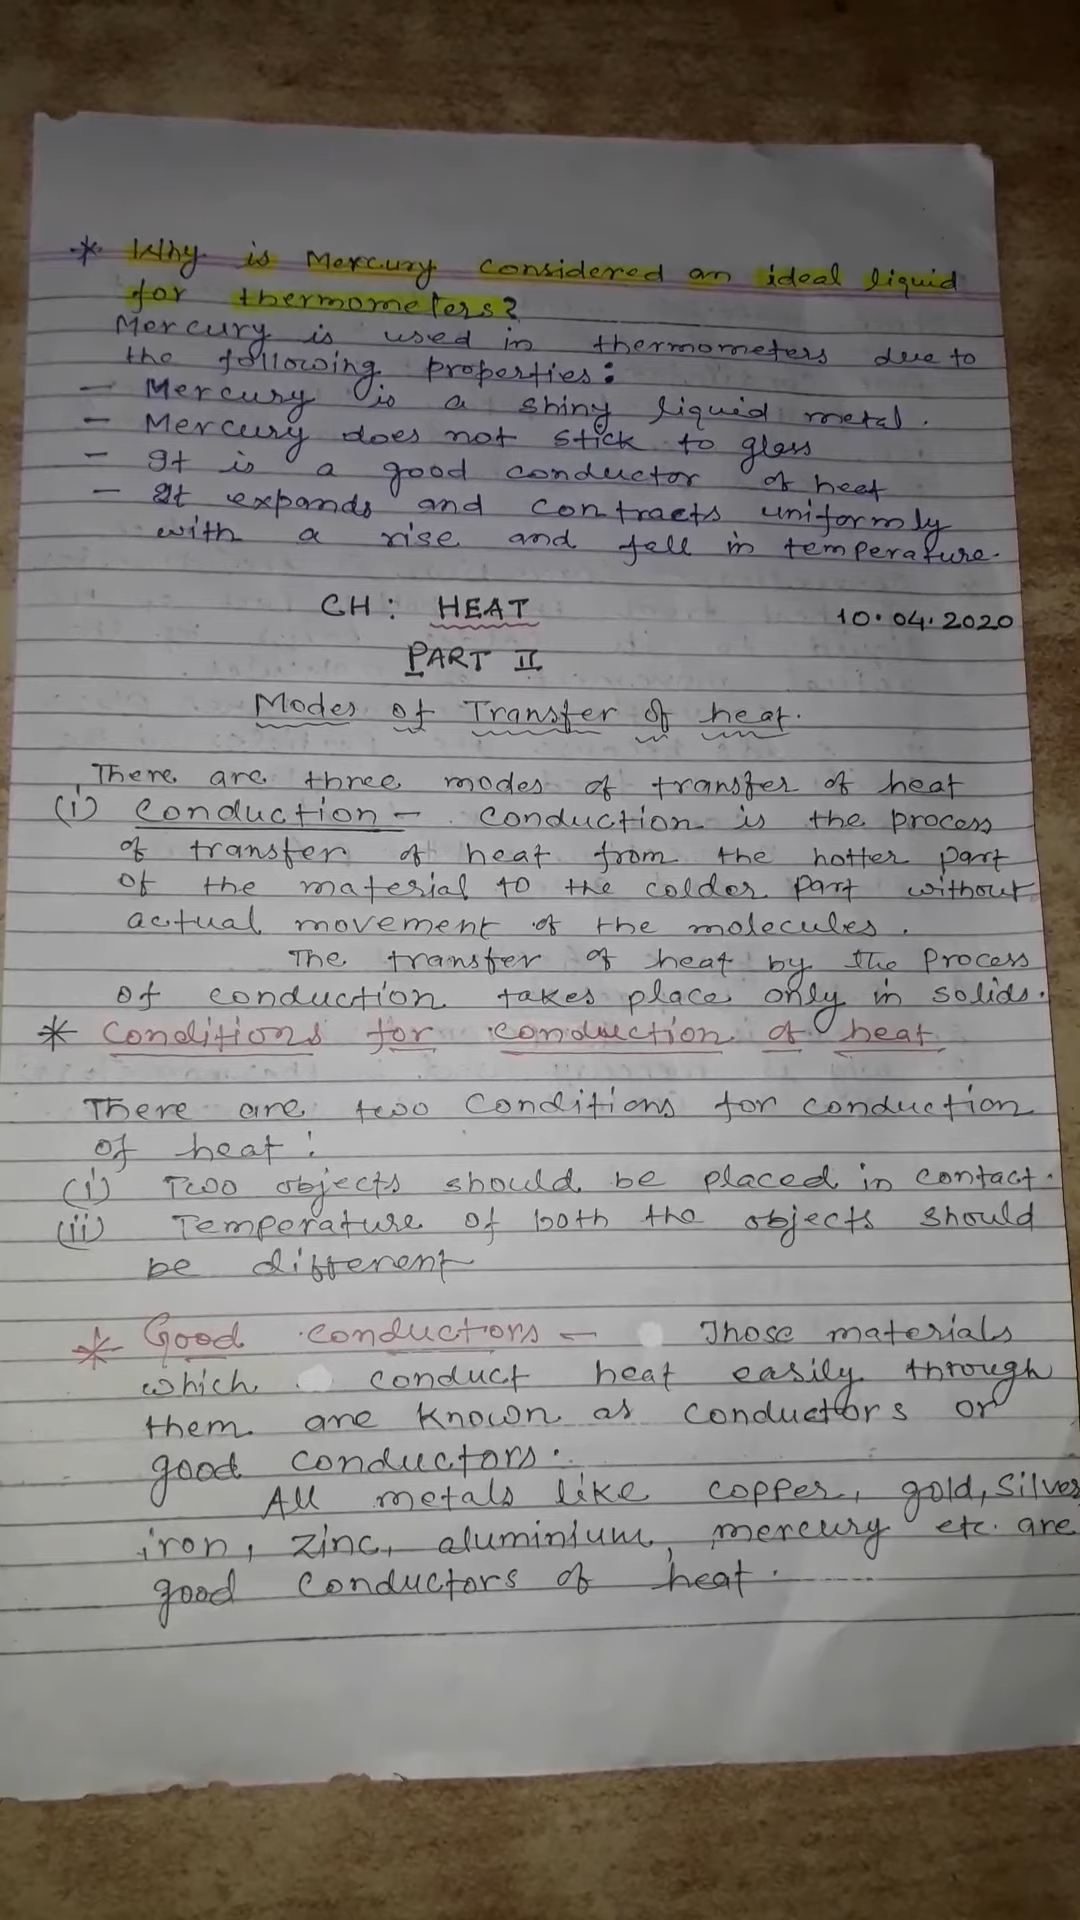 * Why is Mercury considered an ideal liquid
for thermometers?
Mercury is used in thermometers due to
the following properties:
- Mercury is a shiny liquid metal.
- Mercury does not stick to glass
- It is a good conductor of heat
- It expands and contracts uniformly
with a rise and fall in temperature.
CH: HEAT 10.04.2020
PART II
Modes of Transfer of heat.
There are three modes of transfer of heat
(i) Conduction - Conduction is the process
of transfer of heat from the hotter part
of the material to the colder part without
actual movement of the molecules.
The transfer of heat by the process
of conduction takes place only in solids.
* Conditions for conduction of heat
There are two conditions for conduction
of heat:
(i) Two objects should be placed in contact.
(ii) Temperature of both the objects should
be different
* Good conductors - Those materials
which conduct heat easily through
them are known as conductors or
good conductors.
All metals like copper, gold, silver
iron, zinc, aluminium, mercury etc. are
good conductors of heat.